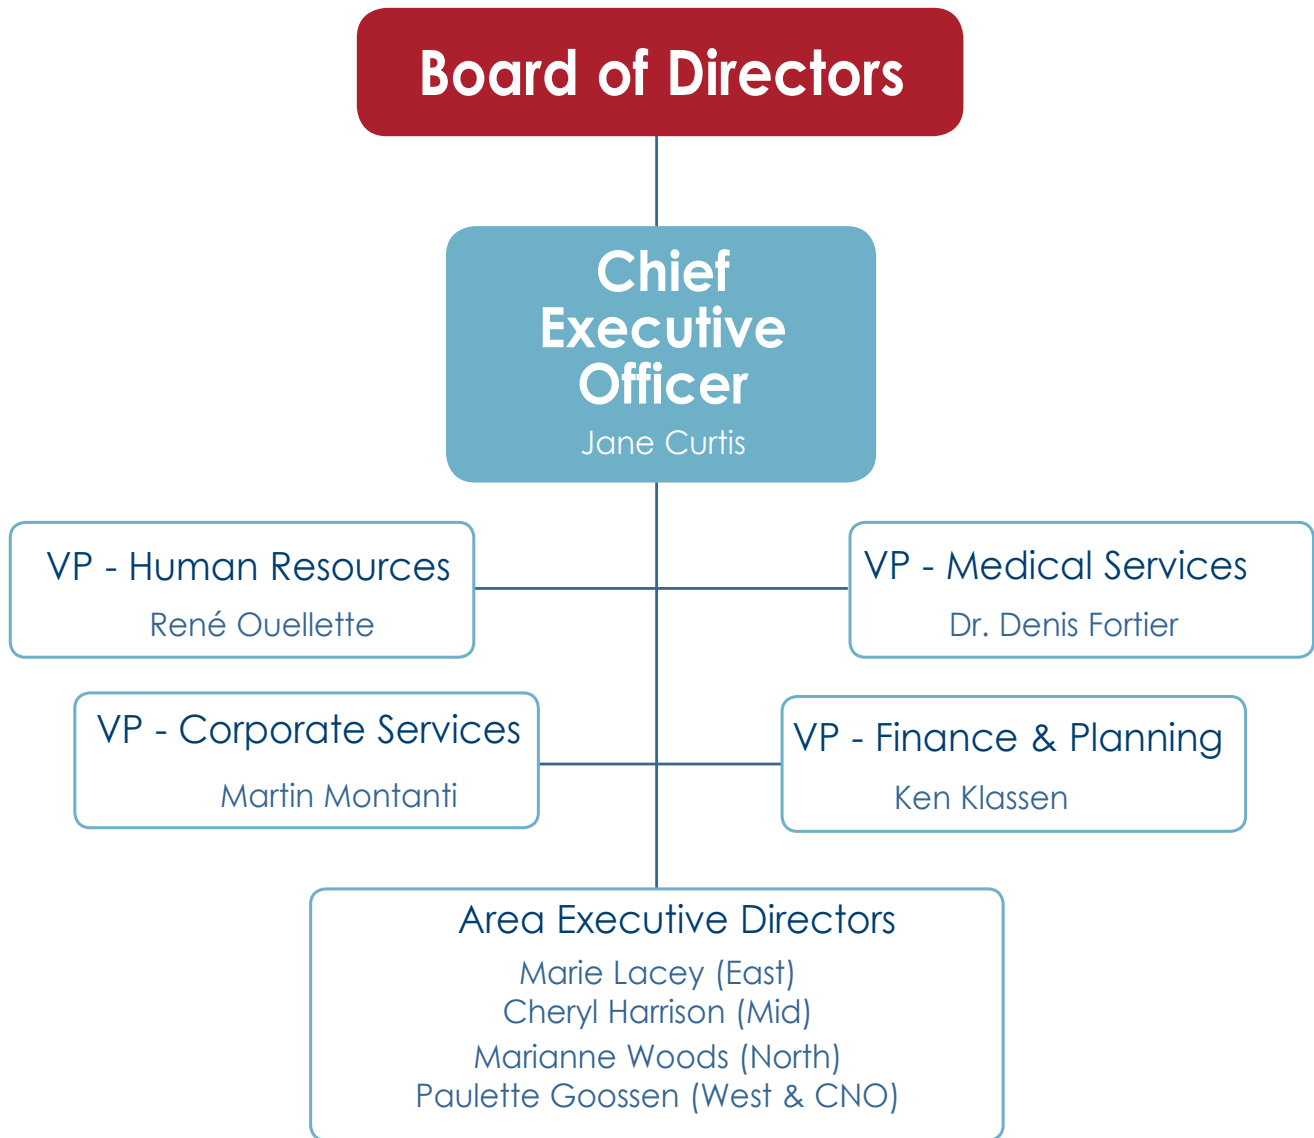 Board of Directors
Chief
Executive
Officer
Jane Curtis
VP - Human Resources
René Ouellette
VP - Medical Services
Dr. Denis Fortier
VP - Corporate Services
Martin Montanti
VP - Finance & Planning
Ken Klassen
Area Executive Directors
Marie Lacey (East)
Cheryl Harrison (Mid)
Marianne Woods (North)
Paulette Goossen (West & CNO)